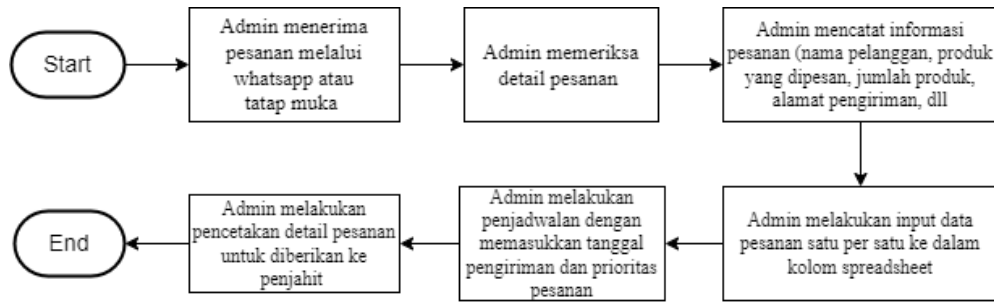 Start
Admin menerima
pesanan melalui
whatsapp atau
tatap muka
Admin memeriksa
detail pesanan
Admin mencatat informasi
pesanan (nama pelanggan, produk
yang dipesan, jumlah produk,
alamat pengiriman, dll
Admin melakukan input data
pesanan satu per satu ke dalam
kolom spreadsheet
Admin melakukan
penjadwalan dengan
memasukkan tanggal
pengiriman dan prioritas
pesanan
Admin melakukan
pencetakan detail pesanan
untuk diberikan ke
penjahit
End